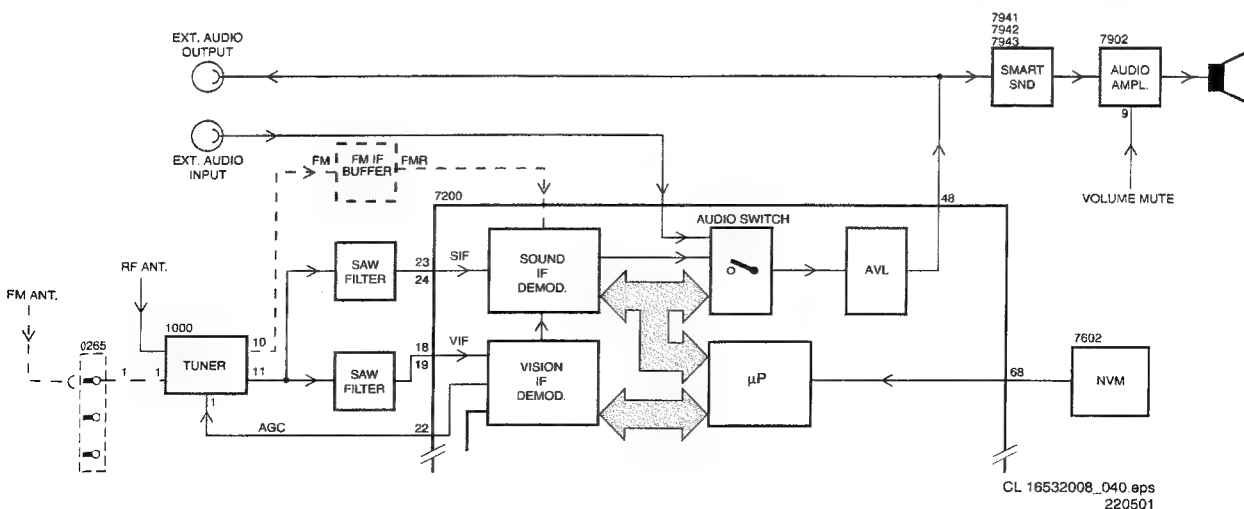 EXT. AUDIO
OUTPUT
7941
7942
7943
SMART
SND
7902
AUDIO
AMPL.
9
VOLUME MUTE
EXT. AUDIO
INPUT
FM
FM IF
BUFFER
FMR
7200
48
AUDIO SWITCH
RF ANT.
SAW
FILTER
23
24
SIF
SOUND
IF
DEMOD.
AVL
FM ANT.
0265
1
1
1000
TUNER
10
11
1
SAW
FILTER
18
19
VIF
VISION
IF
DEMOD.
µP
68
7602
NVM
AGC
22
CL 16532008_040.eps
220501